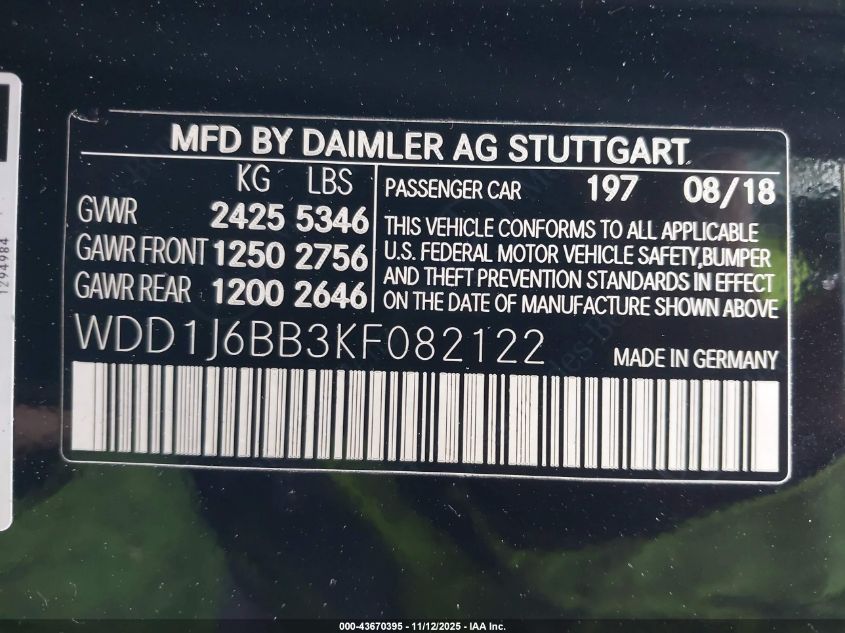 MFD BY DAIMLER AG STUTTGART
KG LBS
GVWR 2425 5346
GAWR FRONT 1250 2756
GAWR REAR 1200 2646
PASSENGER CAR 197 08/18
THIS VEHICLE CONFORMS TO ALL APPLICABLE
U.S. FEDERAL MOTOR VEHICLE SAFETY,BUMPER
AND THEFT PREVENTION STANDARDS IN EFFECT
ON THE DATE OF MANUFACTURE SHOWN ABOVE
WDD1J6BB3KF082122
MADE IN GERMANY
1294984
000-43670395 - 11/12/2025 - IAA Inc.